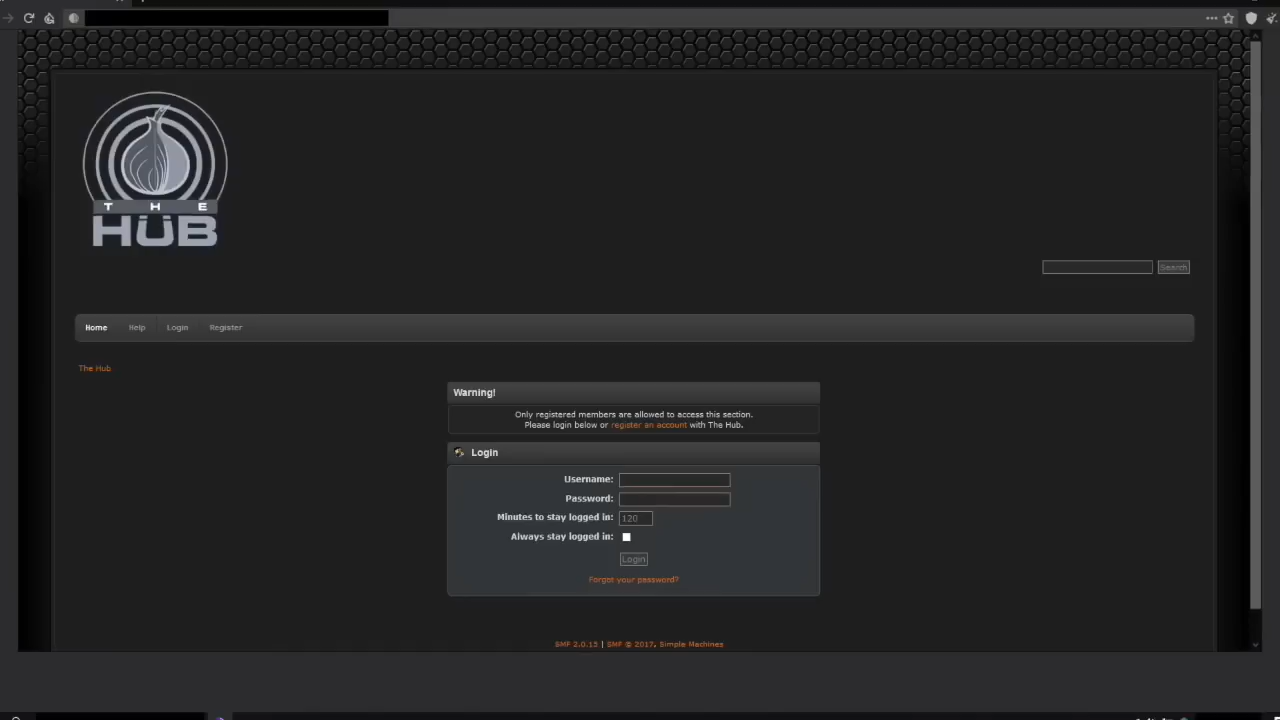 THE
HUB
Search
Home Help Login Register
The Hub
Warning!
Only registered members are allowed to access this section.
Please login below or register an account with The Hub.
Login
Username:
Password:
Minutes to stay logged in: 120
Always stay logged in:
Login
Forgot your password?
SMF 2.0.15 | SMF © 2017, Simple Machines